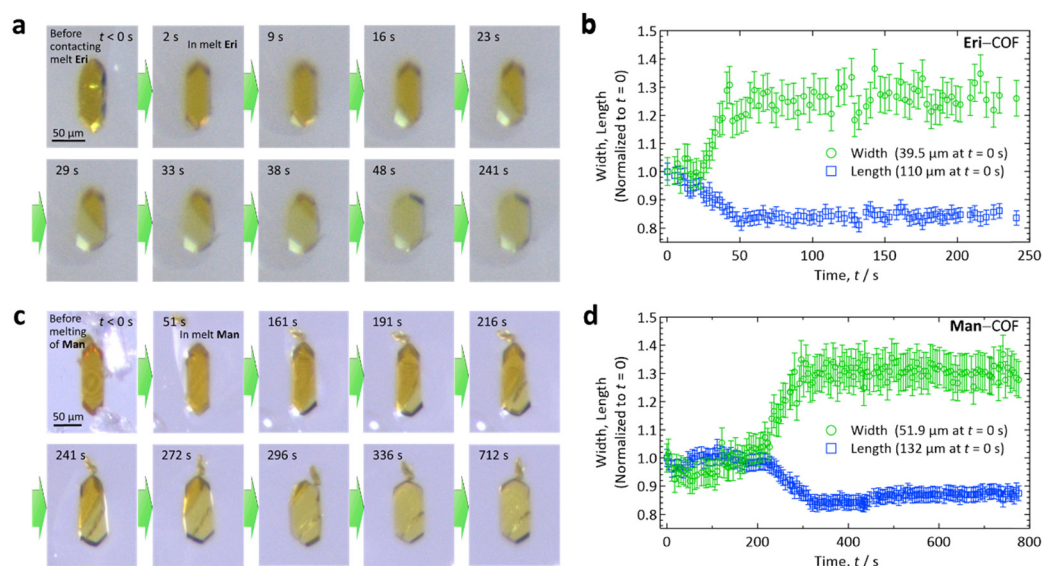 a
Before
contacting
melt Eri
t < 0 s
2 s
In melt Eri
9 s
16 s
23 s
50 µm
29 s
33 s
38 s
48 s
241 s
b
Eri–COF
Width, Length
(Normalized to t = 0)
1.5
1.4
1.3
1.2
1.1
1.0
0.9
0.8
Width (39.5 µm at t = 0 s)
Length (110 µm at t = 0 s)
0 50 100 150 200 250
Time, t / s
c
Before
melting
of Man
t < 0 s
51 s
In melt Man
161 s
191 s
216 s
50 µm
241 s
272 s
296 s
336 s
712 s
d
Man–COF
Width, Length
(Normalized to t = 0)
1.5
1.4
1.3
1.2
1.1
1.0
0.9
0.8
Width (51.9 µm at t = 0 s)
Length (132 µm at t = 0 s)
0 200 400 600 800
Time, t / s